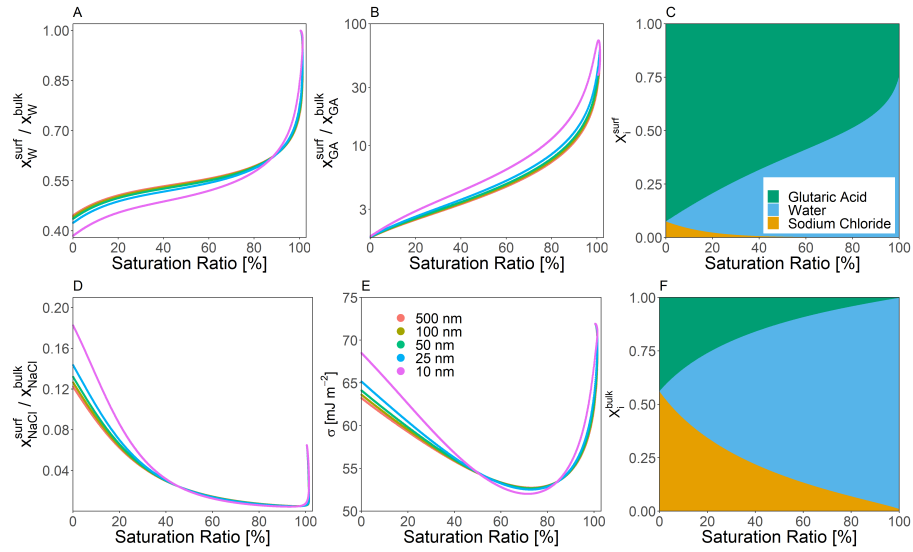 A
1.00
0.85
0.70
0.55
0.40
x_W^surf / x_W^bulk
0 20 40 60 80 100
Saturation Ratio [%]
B
100
30
10
3
x_GA^surf / x_GA^bulk
0 20 40 60 80 100
Saturation Ratio [%]
C
1.00
0.75
0.50
0.25
0.00
X_i^surf
Glutaric Acid
Water
Sodium Chloride
0 20 40 60 80 100
Saturation Ratio [%]
D
0.20
0.16
0.12
0.08
0.04
x_NaCl^surf / x_NaCl^bulk
0 20 40 60 80 100
Saturation Ratio [%]
E
75
70
65
60
55
50
σ [mJ m⁻²]
500 nm
100 nm
50 nm
25 nm
10 nm
0 20 40 60 80 100
Saturation Ratio [%]
F
1.00
0.75
0.50
0.25
0.00
X_i^bulk
0 20 40 60 80 100
Saturation Ratio [%]